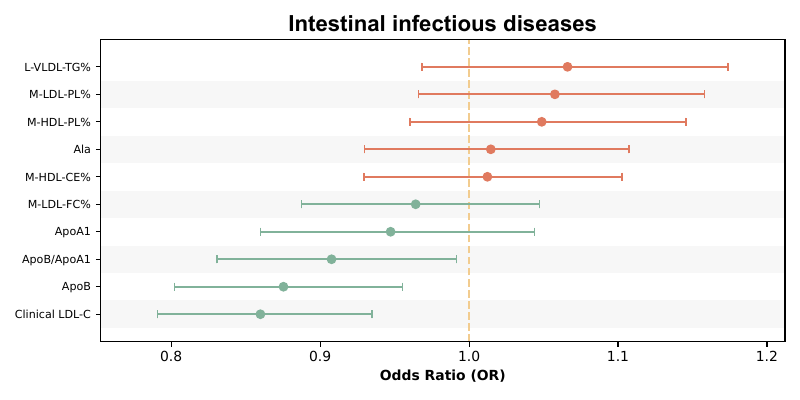 Intestinal infectious diseases
L-VLDL-TG%
M-LDL-PL%
M-HDL-PL%
Ala
M-HDL-CE%
M-LDL-FC%
ApoA1
ApoB/ApoA1
ApoB
Clinical LDL-C
0.8 0.9 1.0 1.1 1.2
Odds Ratio (OR)